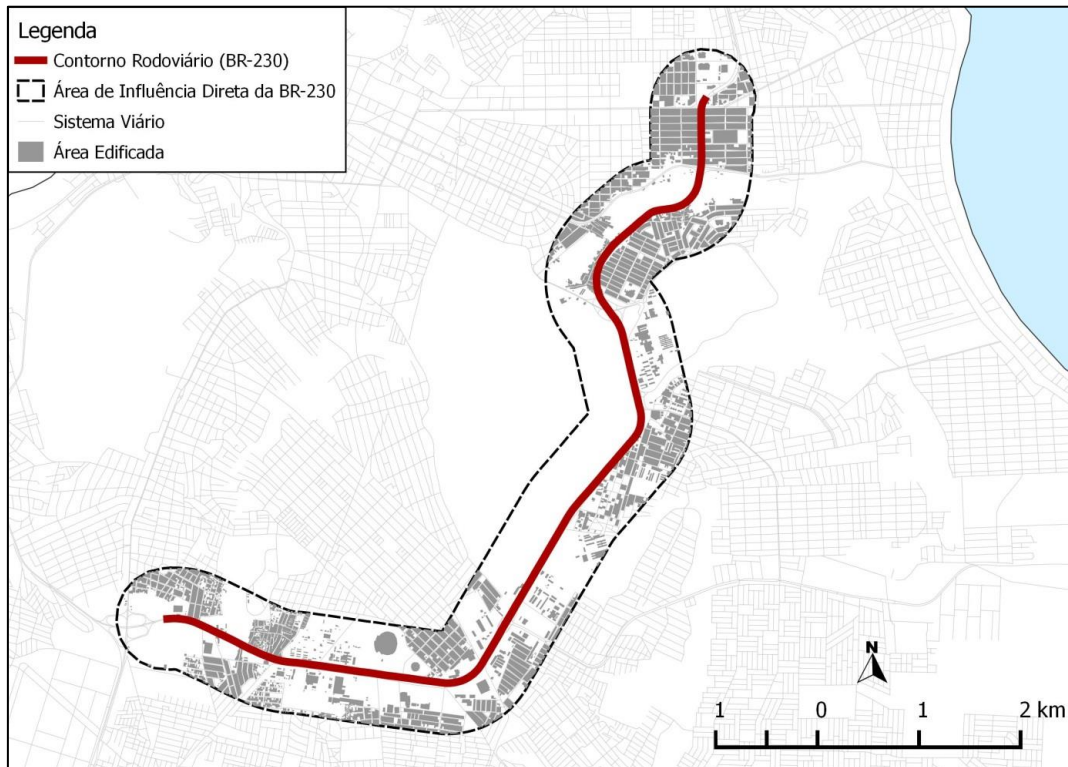 Legenda
Contorno Rodoviário (BR-230)
Área de Influência Direta da BR-230
Sistema Viário
Área Edificada
N
1 0 1 2 km